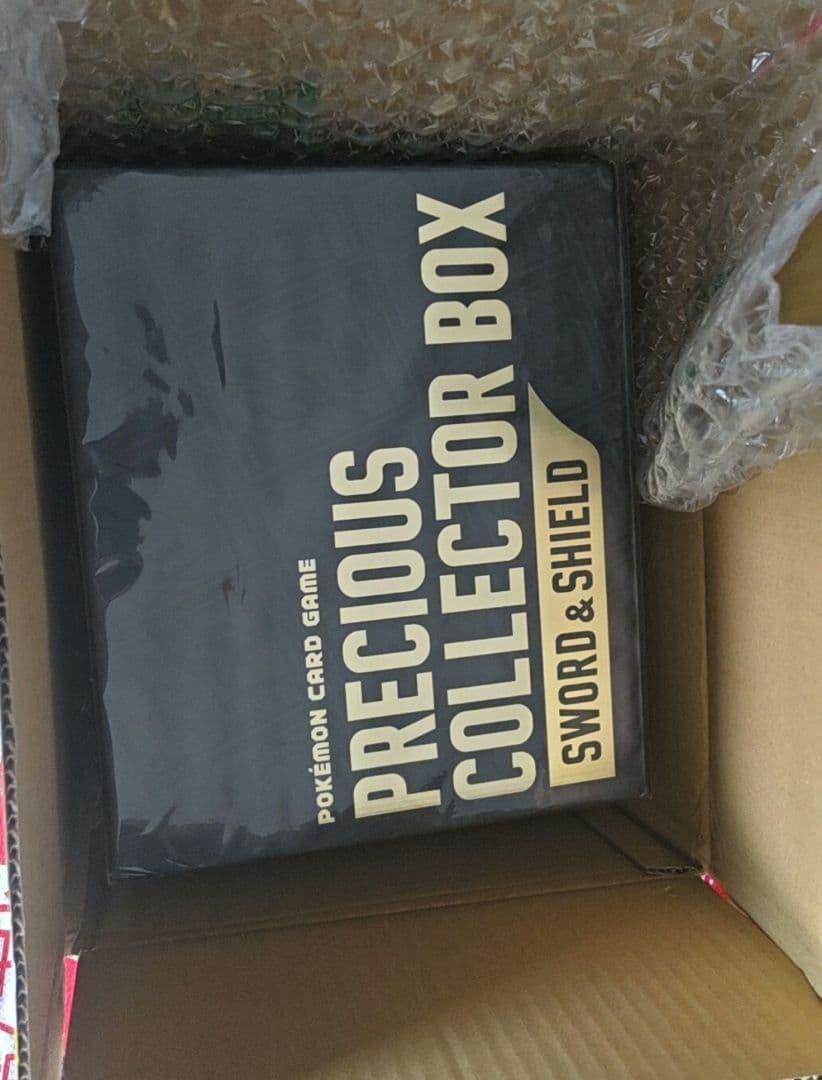 POKÉMON CARD GAME
PRECIOUS
COLLECTOR BOX
SWORD & SHIELD